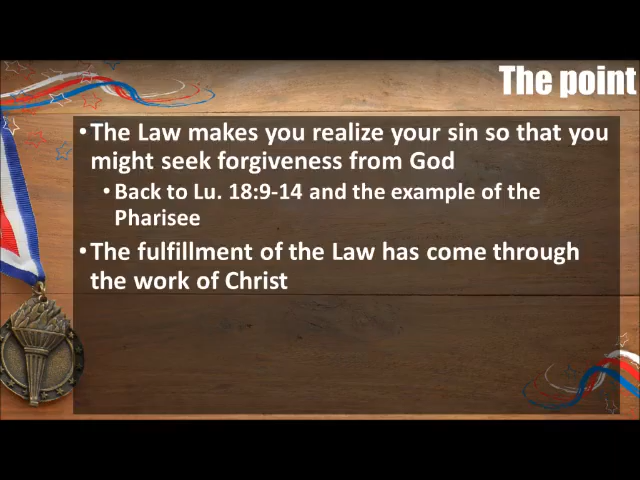 The point
•The Law makes you realize your sin so that you
might seek forgiveness from God
•Back to Lu. 18:9-14 and the example of the
Pharisee
•The fulfillment of the Law has come through
the work of Christ